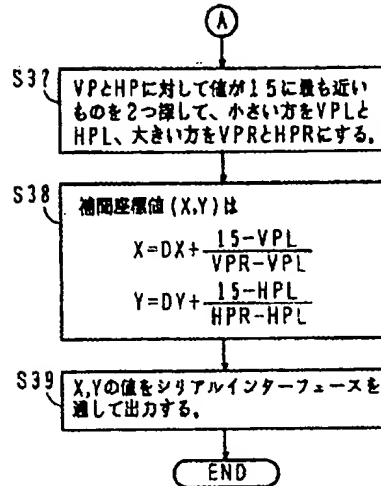 A
S37
VPとHPに対して値が15に最も近い
ものを2つ探して、小さい方をVPLと
HPL、大きい方をVPRとHPRにする。
S38
補間座標値(X,Y)は
X=DX+ 15-VPL
VPR-VPL
Y=DY+ 15-HPL
HPR-HPL
S39
X,Yの値をシリアルインターフェースを
通して出力する。
END